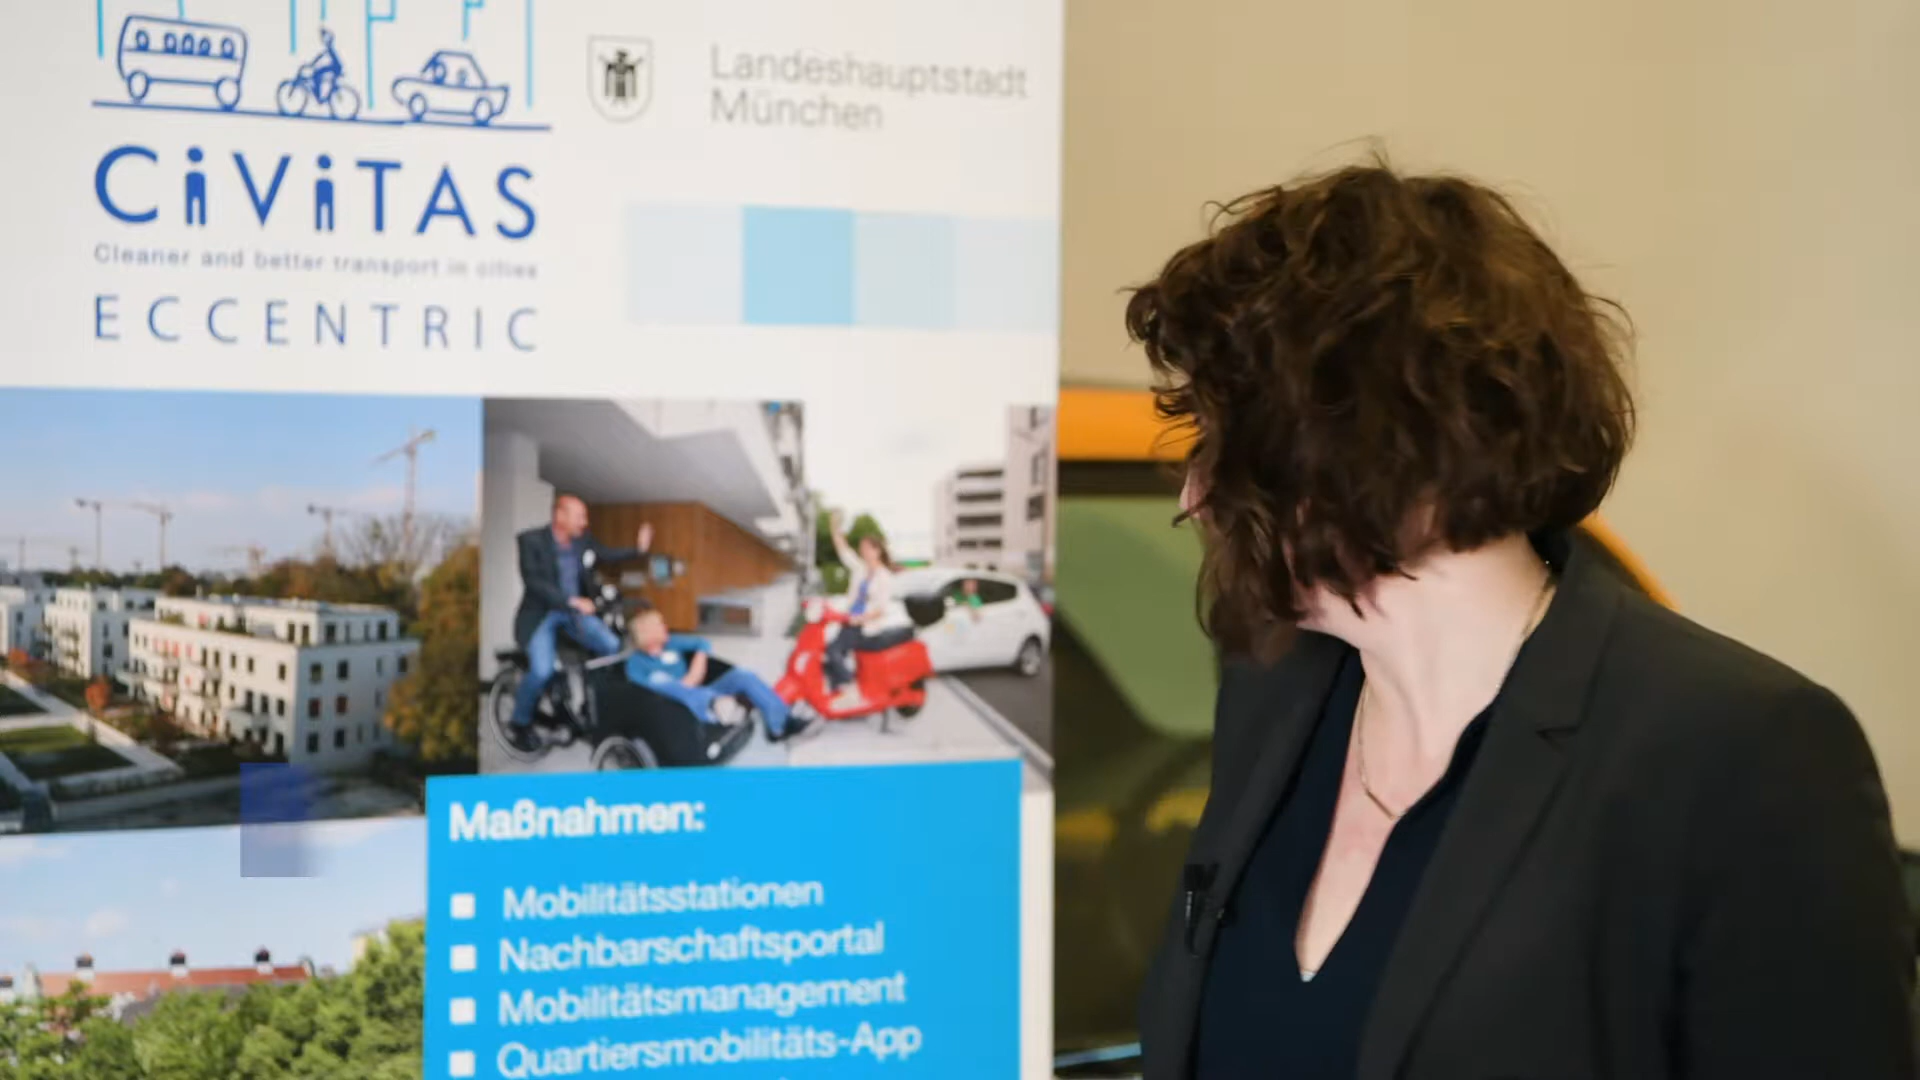 CiViTAS
Cleaner and better transport in cities
ECCENTRIC
Landeshauptstadt
München
Maßnahmen:
Mobilitätsstationen
Nachbarschaftsportal
Mobilitätsmanagement
Quartiersmobilitäts-App